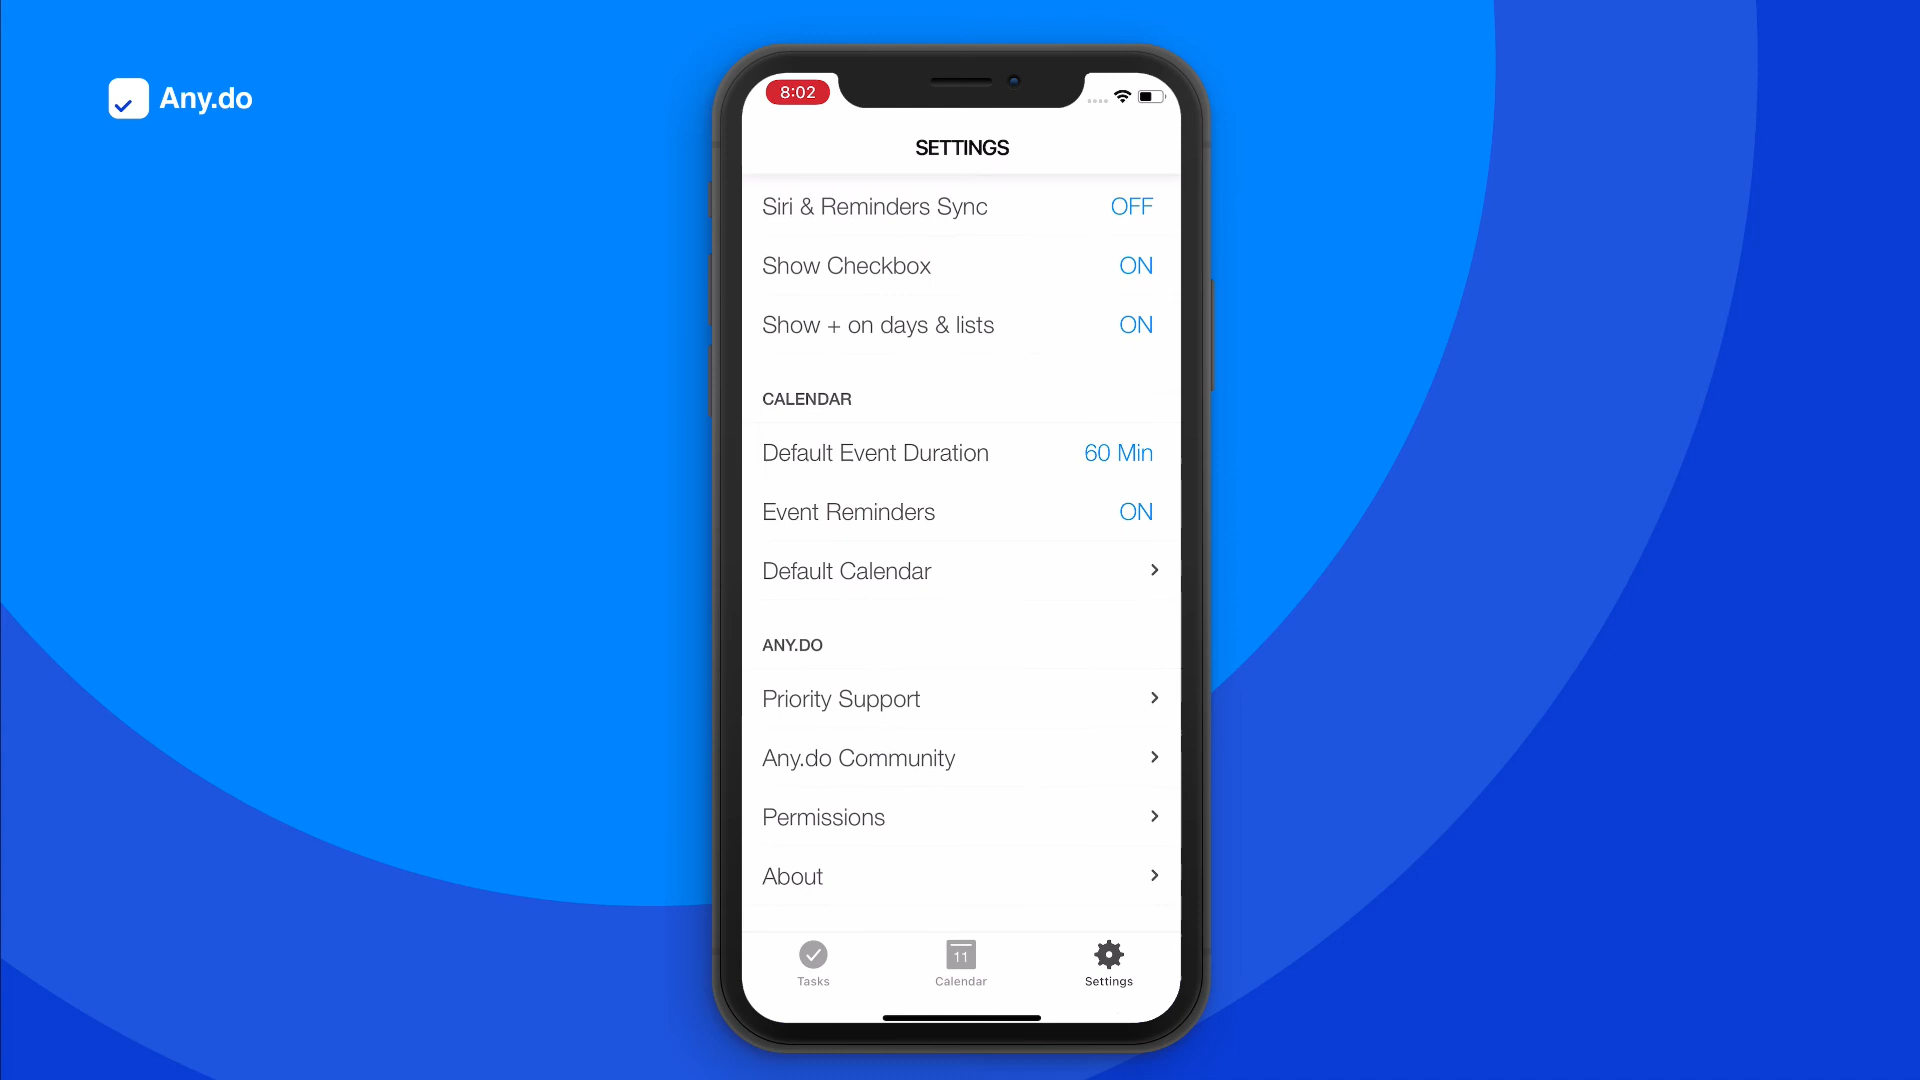 Any.do
8:02
SETTINGS
Siri & Reminders Sync OFF
Show Checkbox ON
Show + on days & lists ON
CALENDAR
Default Event Duration 60 Min
Event Reminders ON
Default Calendar
ANY.DO
Priority Support
Any.do Community
Permissions
About
11
Tasks Calendar Settings